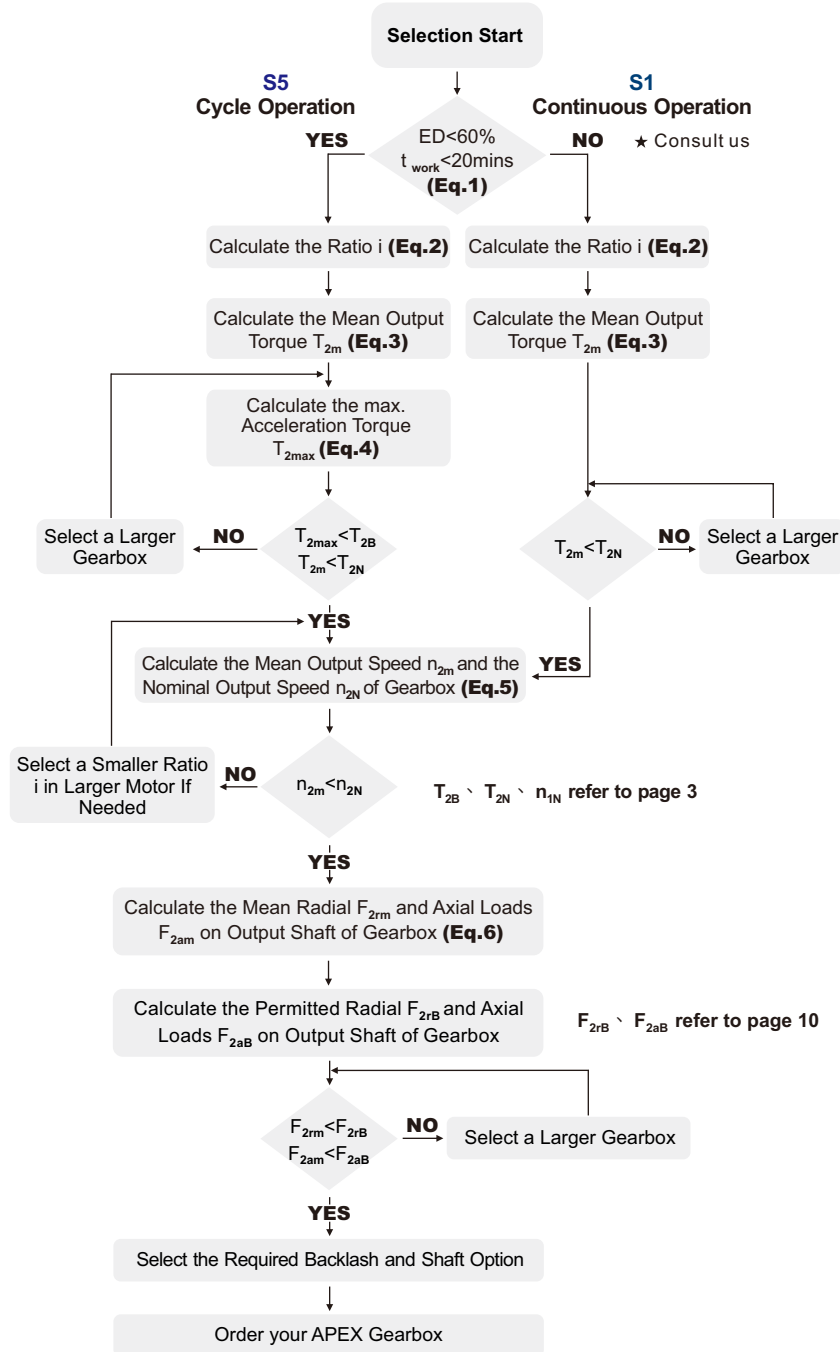 Selection Start
S5
Cycle Operation
S1
Continuous Operation
YES
ED<60%
t work<20mins
(Eq.1)
NO
★ Consult us
Calculate the Ratio i (Eq.2)
Calculate the Ratio i (Eq.2)
Calculate the Mean Output
Torque T2m (Eq.3)
Calculate the Mean Output
Torque T2m (Eq.3)
Calculate the max.
Acceleration Torque
T2max (Eq.4)
Select a Larger
Gearbox
NO
T2max<T2B
T2m<T2N
T2m<T2N
NO
Select a Larger
Gearbox
YES
Calculate the Mean Output Speed n2m and the
Nominal Output Speed n2N of Gearbox (Eq.5)
YES
Select a Smaller Ratio
i in Larger Motor If
Needed
NO
n2m<n2N
T2B、T2N、n1N refer to page 3
YES
Calculate the Mean Radial F2rm and Axial Loads
F2am on Output Shaft of Gearbox (Eq.6)
Calculate the Permitted Radial F2rB and Axial
Loads F2aB on Output Shaft of Gearbox
F2rB、F2aB refer to page 10
F2rm<F2rB
F2am<F2aB
NO
Select a Larger Gearbox
YES
Select the Required Backlash and Shaft Option
Order your APEX Gearbox